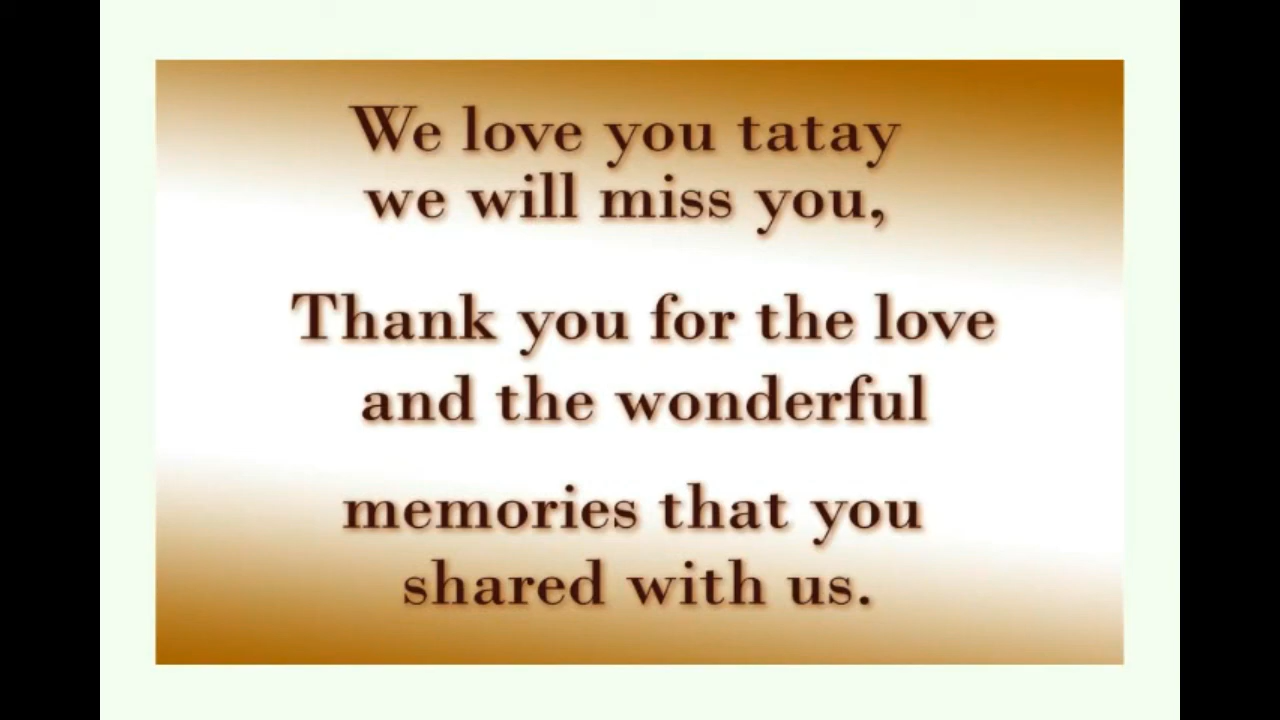 We love you tatay
we will miss you,
Thank you for the love
and the wonderful
memories that you
shared with us.